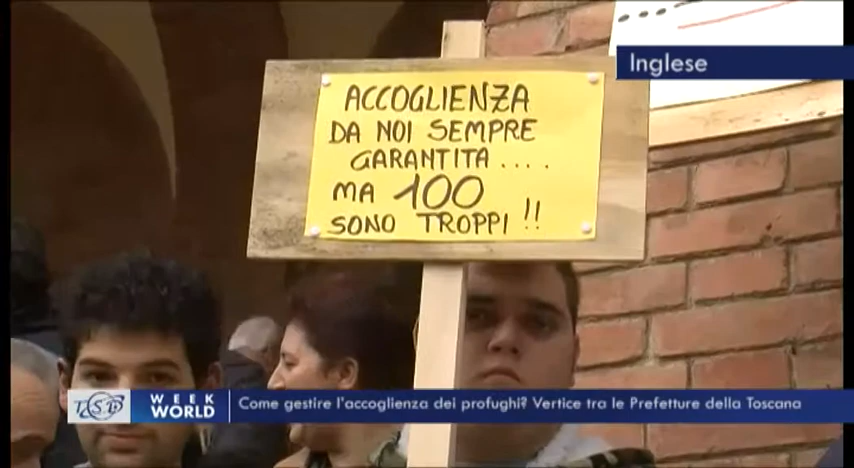 Inglese
ACCOGLIENZA
DA NOI SEMPRE
GARANTITA ....
MA 100
SONO TROPPI !!
TSD WEEK WORLD
Come gestire l'accoglienza dei profughi? Vertice tra le Prefetture della Toscana